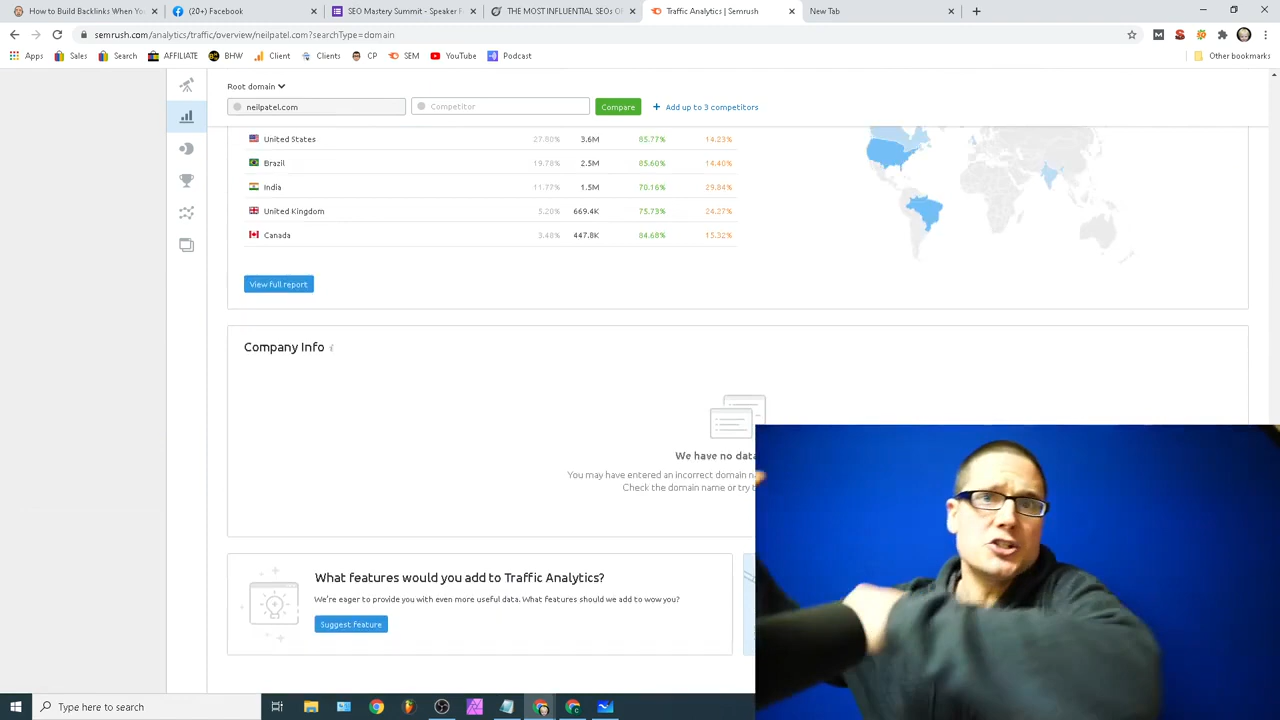 How to Build Backlinks When You
(20+) Facebook
SEO Mastery Summit - Speaker F
THE MOST INFLUENTIAL SEOs OF
Traffic Analytics | Semrush
New Tab
semrush.com/analytics/traffic/overview/neilpatel.com?searchType=domain
Apps
Sales
Search
AFFILIATE
BHW
Client
Clients
CP
SEM
YouTube
Podcast
Other bookmarks
Root domain
neilpatel.com
Competitor
Compare
+ Add up to 3 competitors
United States 27.80% 3.6M 85.77% 14.23%
Brazil 19.78% 2.5M 85.60% 14.40%
India 11.77% 1.5M 70.16% 29.84%
United Kingdom 5.20% 669.4K 75.73% 24.27%
Canada 3.48% 447.8K 84.68% 15.32%
View full report
Company Info i
We have no data
You may have entered an incorrect domain n
Check the domain name or try t
What features would you add to Traffic Analytics?
We're eager to provide you with even more useful data. What features should we add to wow you?
Suggest feature
Type here to search